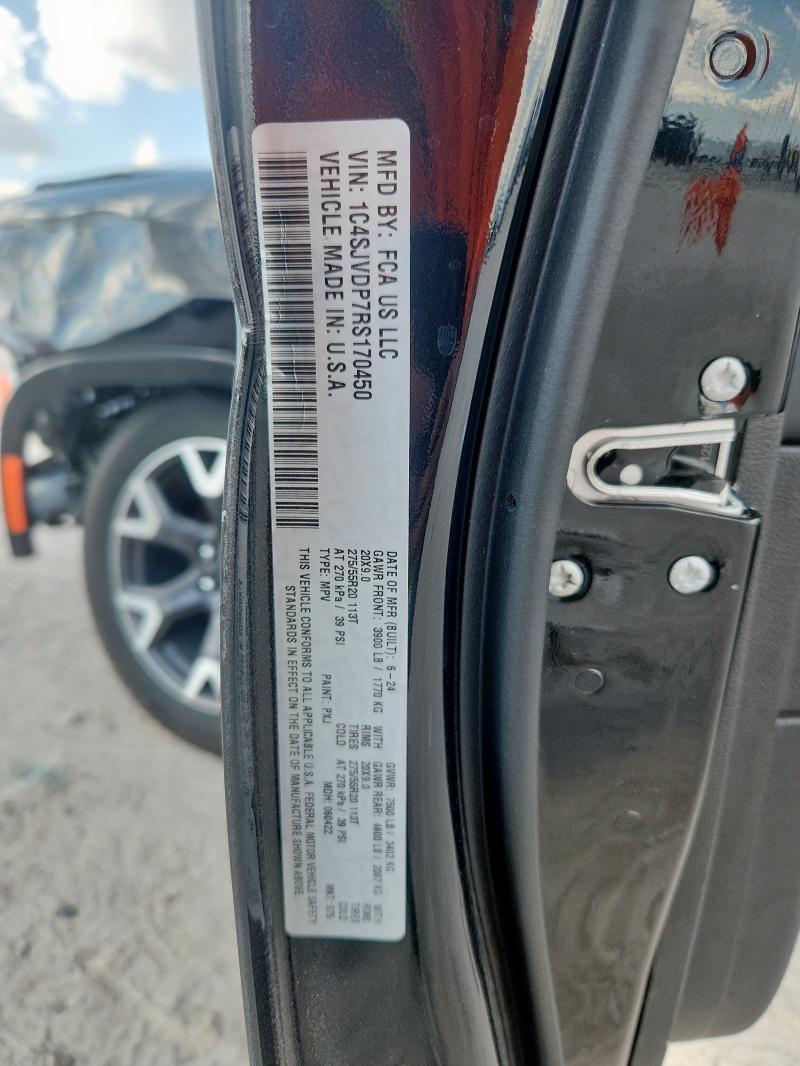 MFD BY: FCA US LLC
VIN: 1C4SJVDP7RS170450
VEHICLE MADE IN: U.S.A.
DATE OF MFR (BUILT): 6-24 GVWR: 7500 LB / 3402 KG
GAWR FRONT: 3900 LB / 1770 KG WITH GAWR REAR: 4600 LB / 2087 KG WITH
20X9.0 RIMS 20X9.0 RIMS
275/55R20 113T TIRES 275/55R20 113T TIRES
AT 270 kPa / 39 PSI COLD AT 270 kPa / 39 PSI COLD
TYPE: MPV PAINT: PXJ MDH: 060422
THIS VEHICLE CONFORMS TO ALL APPLICABLE U.S.A. FEDERAL MOTOR VEHICLE SAFETY
STANDARDS IN EFFECT ON THE DATE OF MANUFACTURE SHOWN ABOVE.